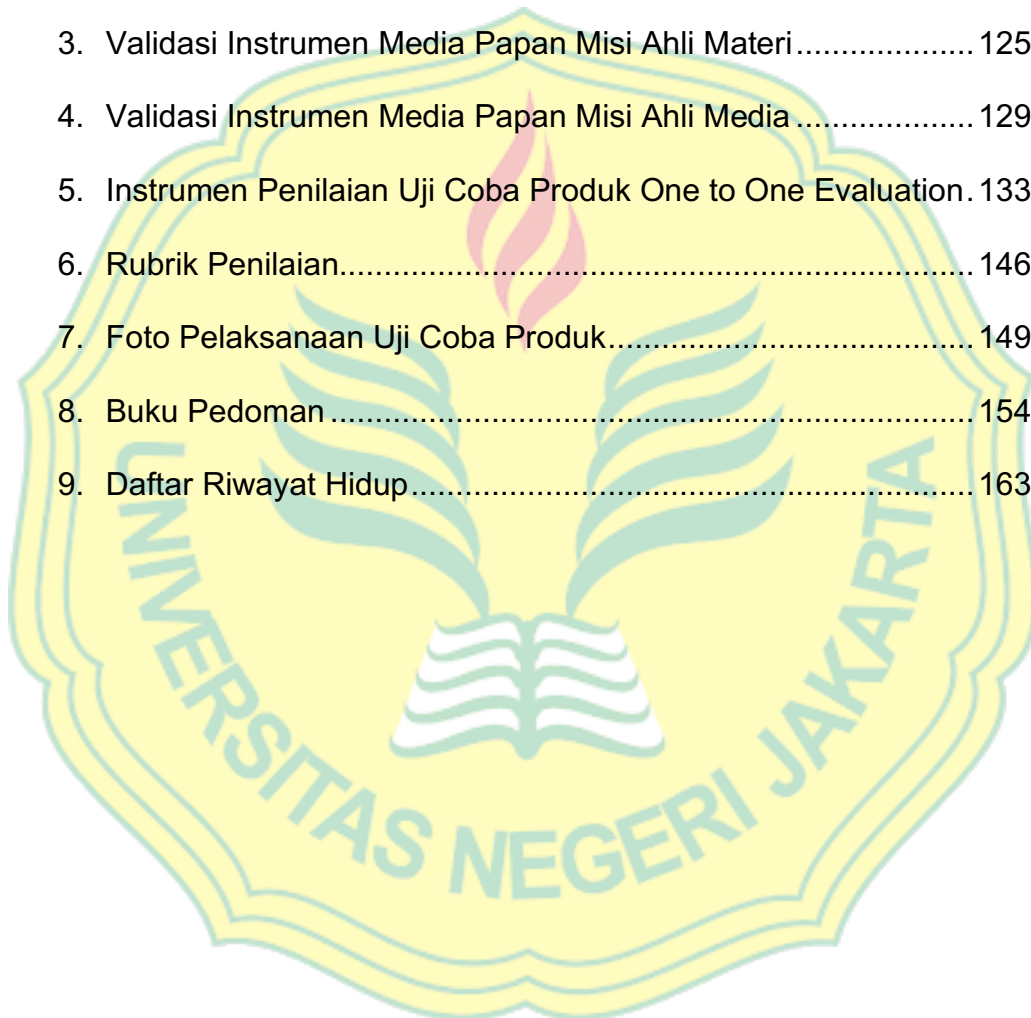 3. Validasi Instrumen Media Papan Misi Ahli Materi.................... 125
4. Validasi Instrumen Media Papan Misi Ahli Media.................... 129
5. Instrumen Penilaian Uji Coba Produk One to One Evaluation. 133
6. Rubrik Penilaian....................................................................... 146
7. Foto Pelaksanaan Uji Coba Produk......................................... 149
8. Buku Pedoman......................................................................... 154
9. Daftar Riwayat Hidup................................................................ 163
UNIVERSITAS NEGERI JAKARTA